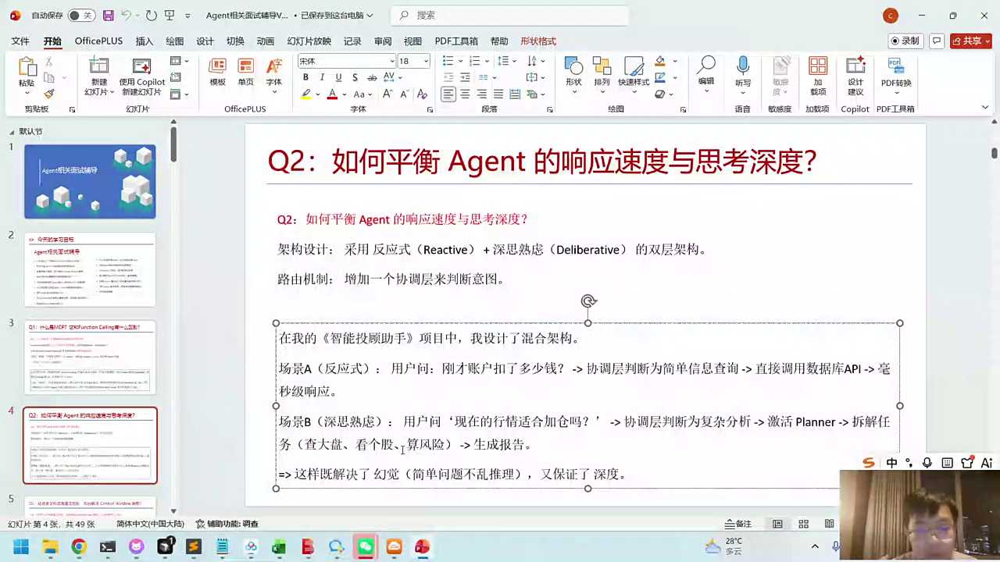 自动保存 关 Agent相关面试辅导V... • 已保存到这台电脑 搜索 C
文件 开始 OfficePLUS 插入 绘图 设计 切换 动画 幻灯片放映 记录 审阅 视图 PDF工具箱 帮助 形状格式 录制 共享
宋体 18
粘贴 新建幻灯片 使用 Copilot 新建幻灯片 模板 单页 字体 形状 排列 快速样式 编辑 听写 敏感度 加载项 设计建议 PDF转换
剪贴板 幻灯片 OfficePLUS 字体 段落 绘图 语音 敏感度 加载项 Copilot PDF工具箱
默认节
1
Agent相关面试辅导
2
今天的学习目标
Agent相关面试辅导
3
Q1：什么是MCP？它和Function Calling有什么区别？
4
Q2：如何平衡 Agent 的响应速度与思考深度？
5
Q2：如何平衡 Agent 的响应速度与思考深度？
Q2：如何平衡 Agent 的响应速度与思考深度？
架构设计：采用 反应式（Reactive） + 深思熟虑（Deliberative） 的双层架构。
路由机制：增加一个协调层来判断意图。
在我的《智能投顾助手》项目中，我设计了混合架构。
场景A（反应式）：用户问：刚才账户扣了多少钱？ -> 协调层判断为简单信息查询 -> 直接调用数据库API -> 毫
秒级响应。
场景B（深思熟虑）：用户问‘现在的行情适合加仓吗？’ -> 协调层判断为复杂分析 -> 激活 Planner -> 拆解任
务（查大盘、看个股、算风险） -> 生成报告。
=> 这样既解决了幻觉（简单问题不乱推理），又保证了深度。
中
幻灯片 第 4 张，共 49 张 简体中文(中国大陆) 辅助功能: 调查 备注
28°C
多云